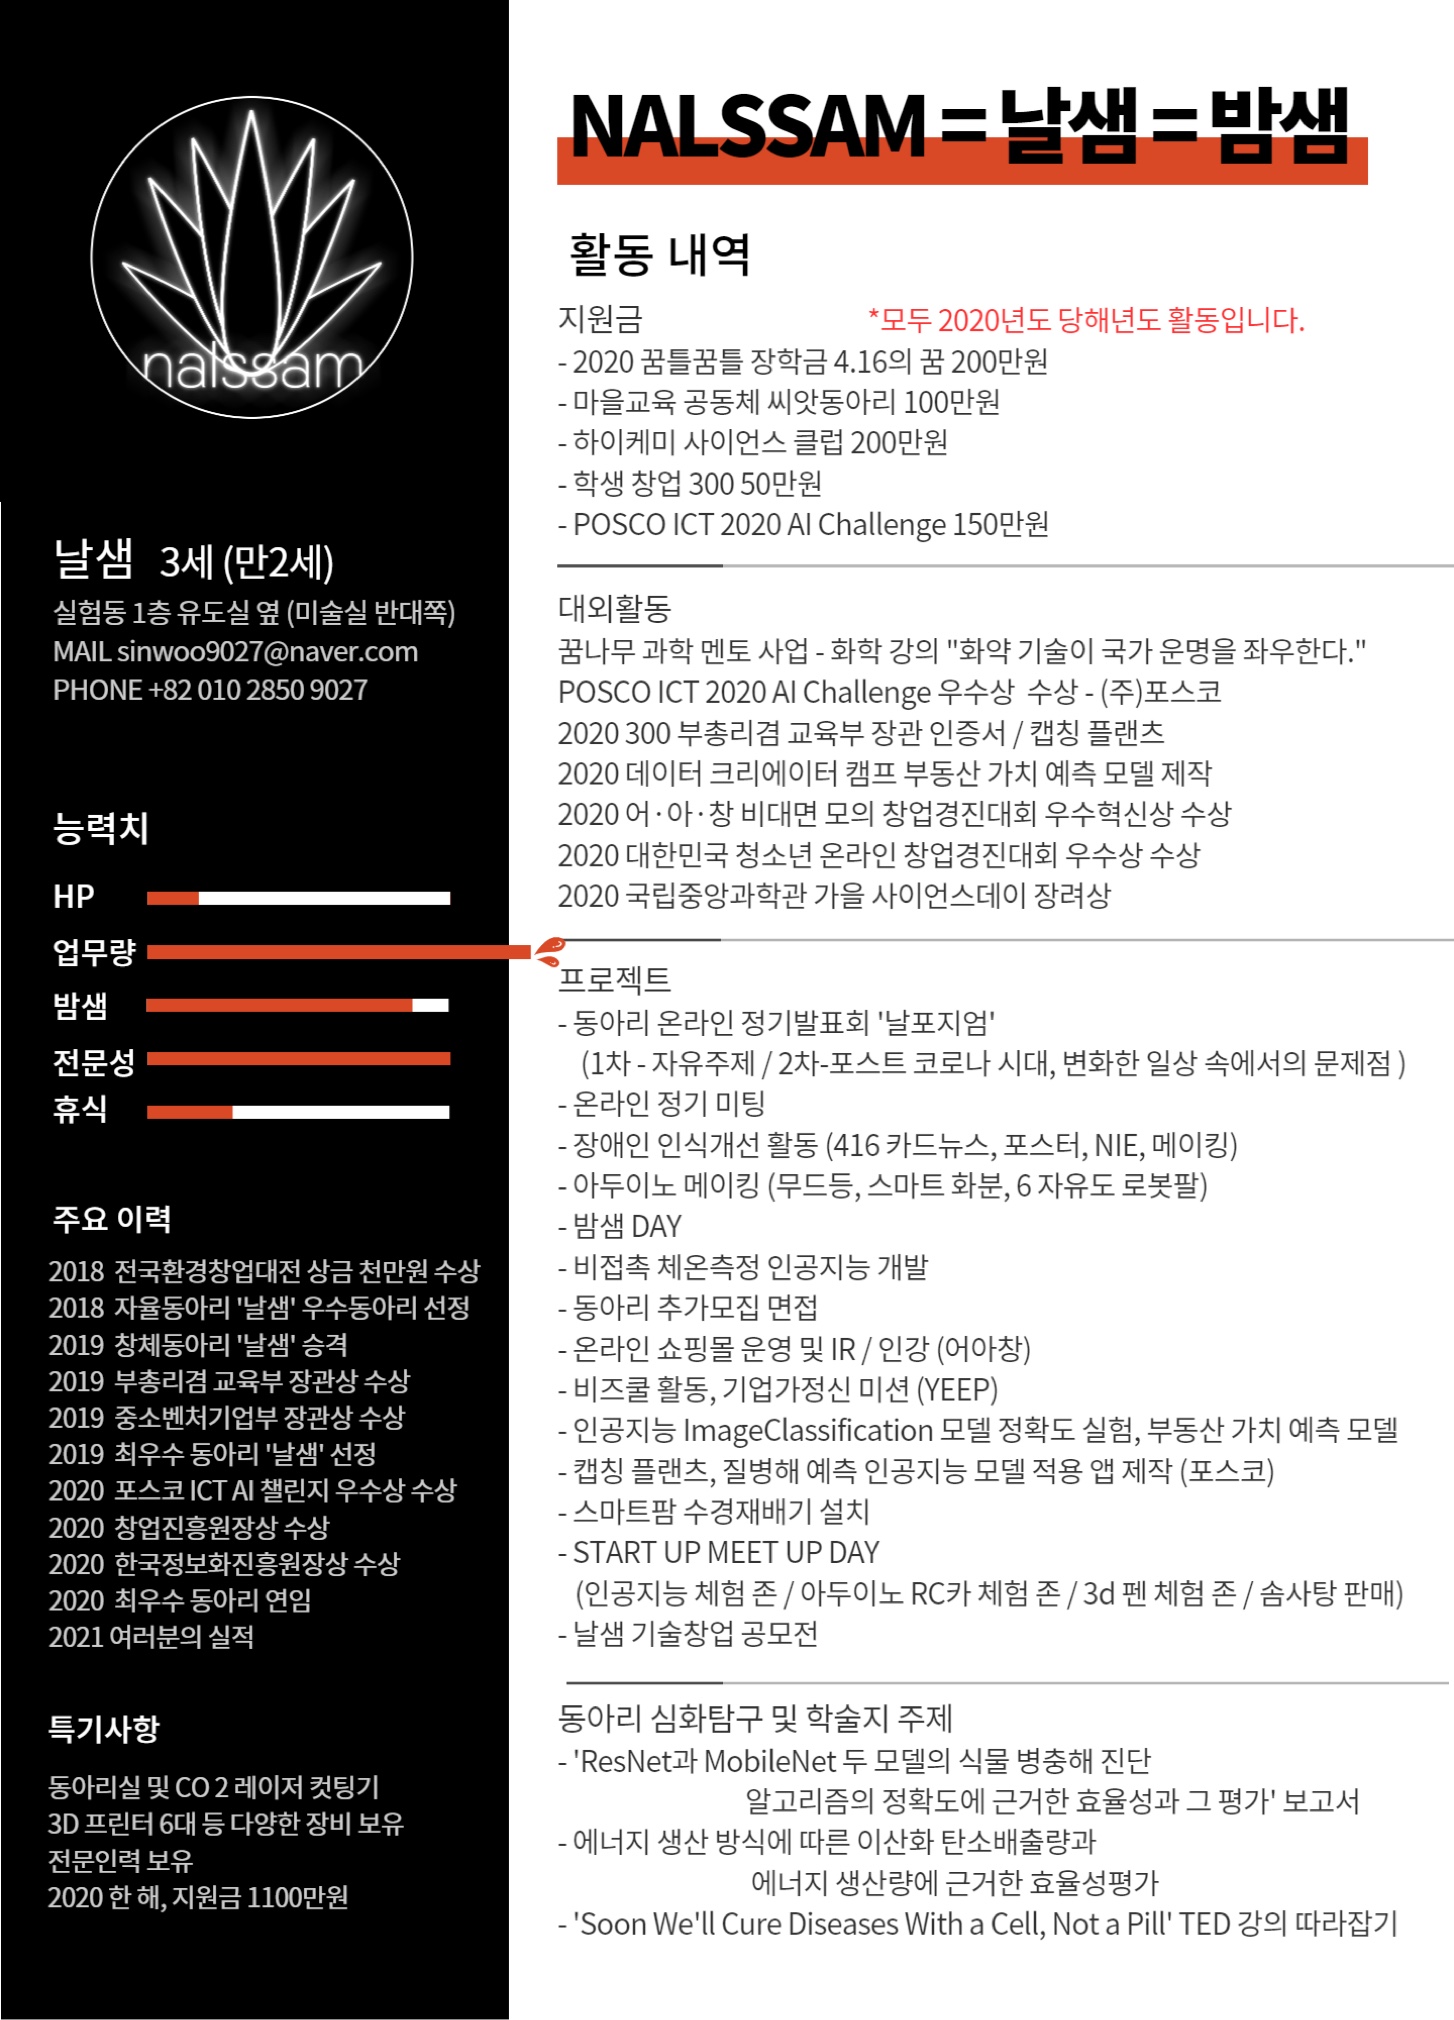 nalssam
날샘 3세 (만2세)
실험동 1층 유도실 옆 (미술실 반대쪽)
MAIL sinwoo9027@naver.com
PHONE +82 010 2850 9027
능력치
HP
업무량
밤샘
전문성
휴식
주요 이력
2018 전국환경창업대전 상금 천만원 수상
2018 자율동아리 '날샘' 우수동아리 선정
2019 창체동아리 '날샘' 승격
2019 부총리겸 교육부 장관상 수상
2019 중소벤처기업부 장관상 수상
2019 최우수 동아리 '날샘' 선정
2020 포스코 ICT AI 챌린지 우수상 수상
2020 창업진흥원장상 수상
2020 한국정보화진흥원장상 수상
2020 최우수 동아리 연임
2021 여러분의 실적
특기사항
동아리실 및 CO 2 레이저 컷팅기
3D 프린터 6대 등 다양한 장비 보유
전문인력 보유
2020 한 해, 지원금 1100만원
NALSSAM = 날샘 = 밤샘
활동 내역
지원금 *모두 2020년도 당해년도 활동입니다.
- 2020 꿈틀꿈틀 장학금 4.16의 꿈 200만원
- 마을교육 공동체 씨앗동아리 100만원
- 하이케미 사이언스 클럽 200만원
- 학생 창업 300 50만원
- POSCO ICT 2020 AI Challenge 150만원
대외활동
꿈나무 과학 멘토 사업 - 화학 강의 "화약 기술이 국가 운명을 좌우한다."
POSCO ICT 2020 AI Challenge 우수상 수상 - (주)포스코
2020 300 부총리겸 교육부 장관 인증서 / 캡칭 플랜츠
2020 데이터 크리에이터 캠프 부동산 가치 예측 모델 제작
2020 어·아·창 비대면 모의 창업경진대회 우수혁신상 수상
2020 대한민국 청소년 온라인 창업경진대회 우수상 수상
2020 국립중앙과학관 가을 사이언스데이 장려상
프로젝트
- 동아리 온라인 정기발표회 '날포지엄'
(1차 - 자유주제 / 2차-포스트 코로나 시대, 변화한 일상 속에서의 문제점 )
- 온라인 정기 미팅
- 장애인 인식개선 활동 (416 카드뉴스, 포스터, NIE, 메이킹)
- 아두이노 메이킹 (무드등, 스마트 화분, 6 자유도 로봇팔)
- 밤샘 DAY
- 비접촉 체온측정 인공지능 개발
- 동아리 추가모집 면접
- 온라인 쇼핑몰 운영 및 IR / 인강 (어아창)
- 비즈쿨 활동, 기업가정신 미션 (YEEP)
- 인공지능 ImageClassification 모델 정확도 실험, 부동산 가치 예측 모델
- 캡칭 플랜츠, 질병해 예측 인공지능 모델 적용 앱 제작 (포스코)
- 스마트팜 수경재배기 설치
- START UP MEET UP DAY
(인공지능 체험 존 / 아두이노 RC카 체험 존 / 3d 펜 체험 존 / 솜사탕 판매)
- 날샘 기술창업 공모전
동아리 심화탐구 및 학술지 주제
- 'ResNet과 MobileNet 두 모델의 식물 병충해 진단
알고리즘의 정확도에 근거한 효율성과 그 평가' 보고서
- 에너지 생산 방식에 따른 이산화 탄소배출량과
에너지 생산량에 근거한 효율성평가
- 'Soon We'll Cure Diseases With a Cell, Not a Pill' TED 강의 따라잡기